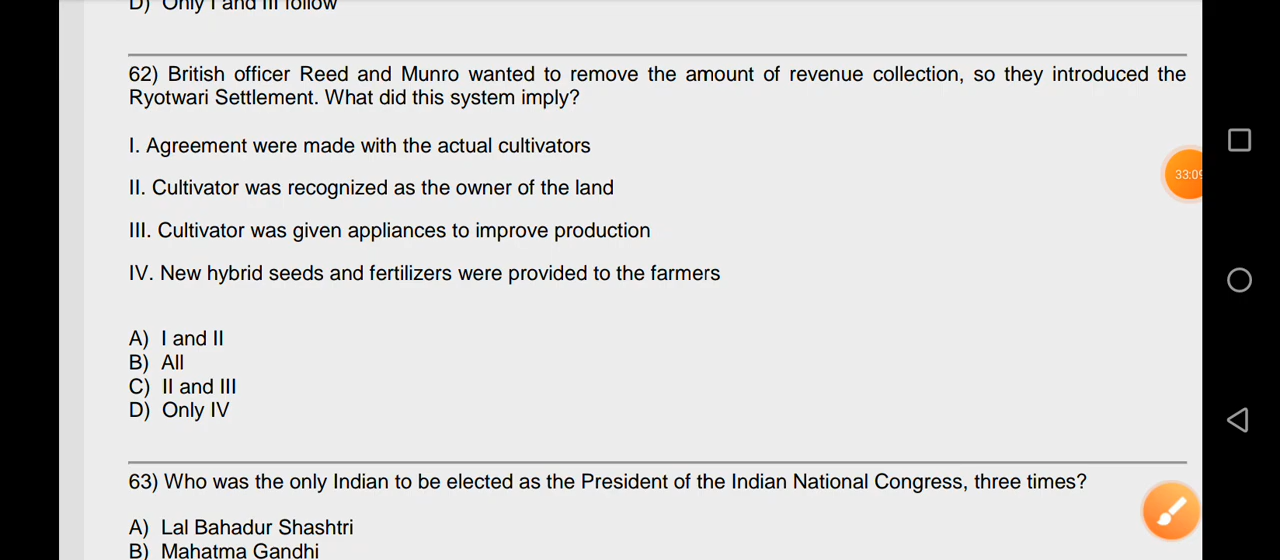 D) Only I and III follow
62) British officer Reed and Munro wanted to remove the amount of revenue collection, so they introduced the
Ryotwari Settlement. What did this system imply?
I. Agreement were made with the actual cultivators
II. Cultivator was recognized as the owner of the land
III. Cultivator was given appliances to improve production
IV. New hybrid seeds and fertilizers were provided to the farmers
A) I and II
B) All
C) II and III
D) Only IV
63) Who was the only Indian to be elected as the President of the Indian National Congress, three times?
A) Lal Bahadur Shashtri
B) Mahatma Gandhi